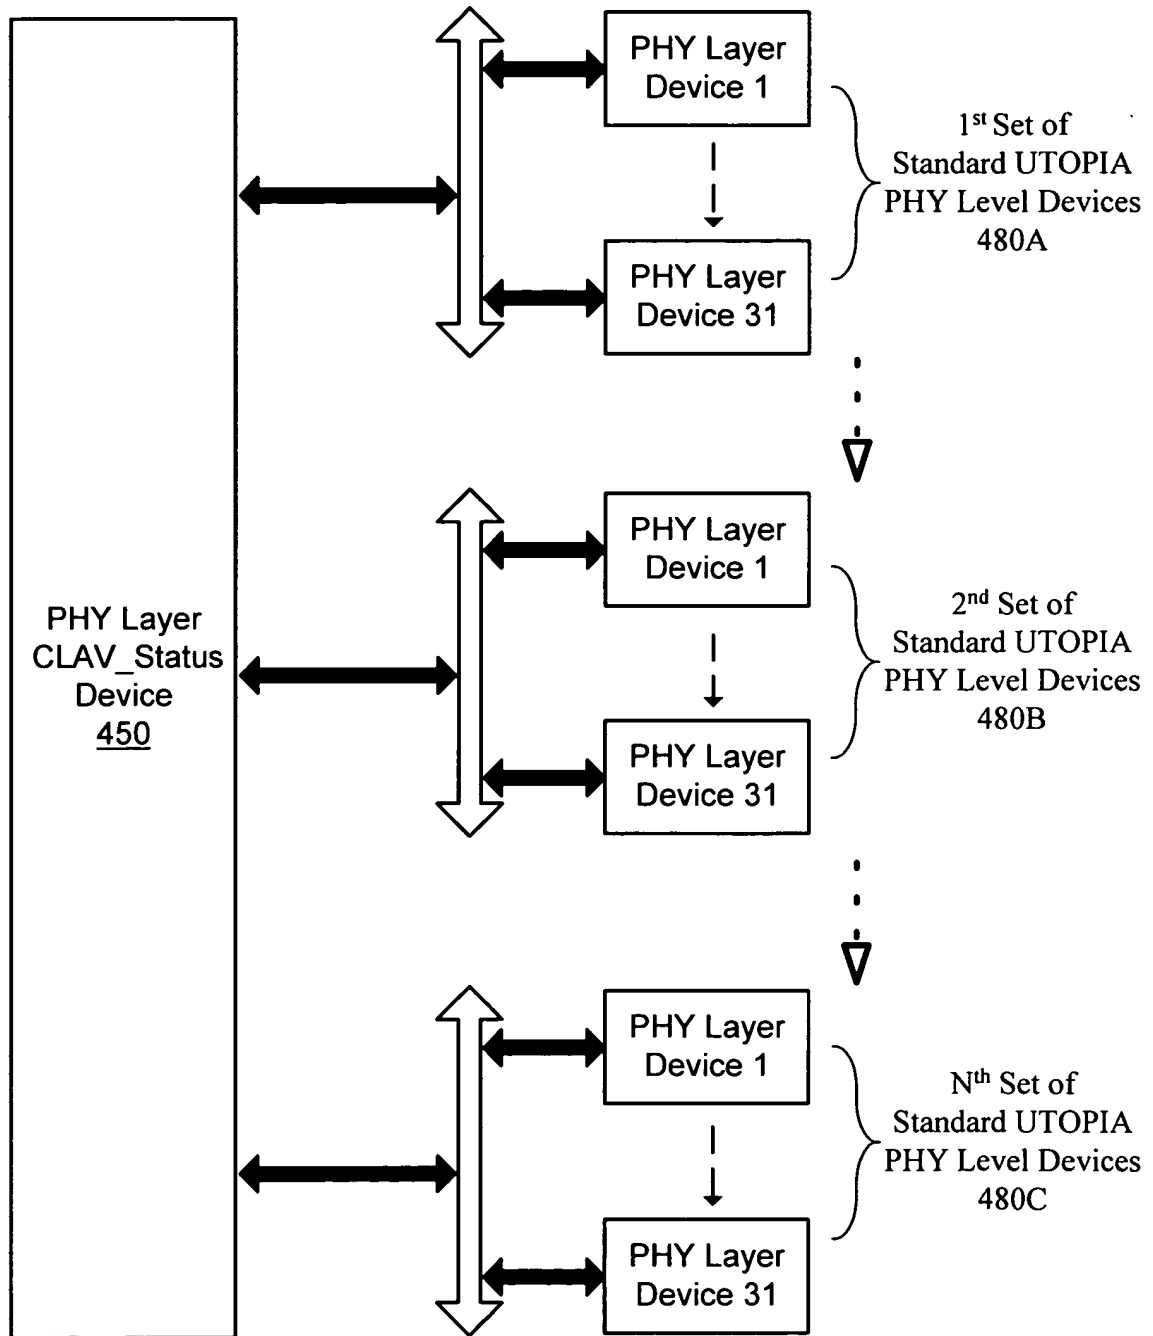 PHY Layer
Device 1
1st Set of
Standard UTOPIA
PHY Level Devices
480A
PHY Layer
Device 31
PHY Layer
CLAV_Status
Device
450
PHY Layer
Device 1
2nd Set of
Standard UTOPIA
PHY Level Devices
480B
PHY Layer
Device 31
PHY Layer
Device 1
Nth Set of
Standard UTOPIA
PHY Level Devices
480C
PHY Layer
Device 31